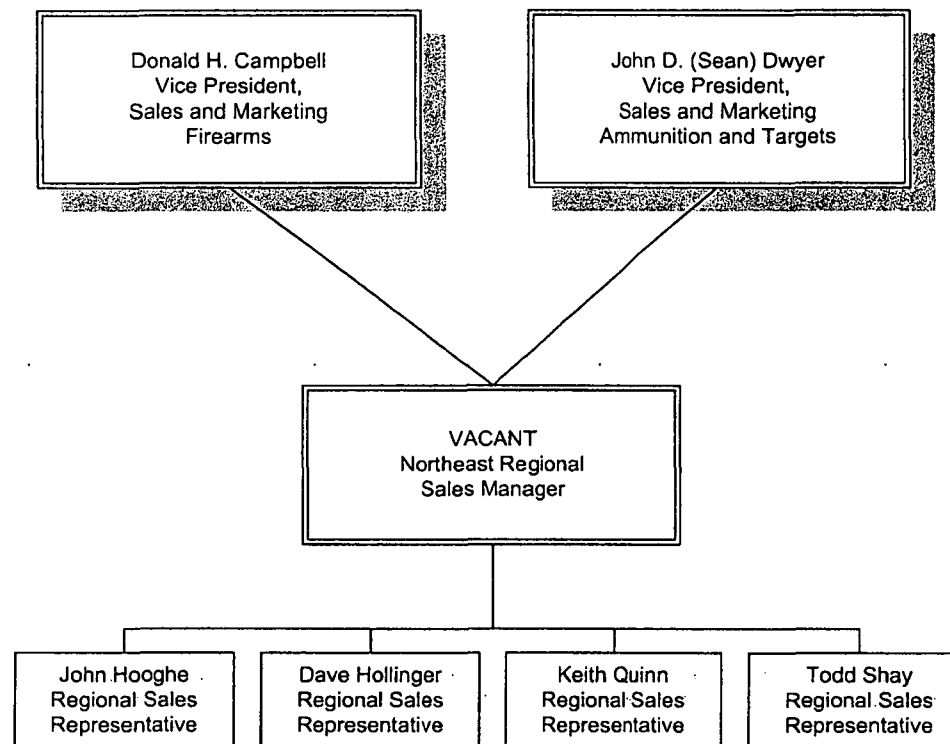 Donald H. Campbell
Vice President,
Sales and Marketing
Firearms
John D. (Sean) Dwyer
Vice President,
Sales and Marketing
Ammunition and Targets
VACANT
Northeast Regional
Sales Manager
John Hooghe
Regional Sales
Representative
Dave Hollinger
Regional Sales
Representative
Keith Quinn
Regional Sales
Representative
Todd Shay
Regional Sales
Representative